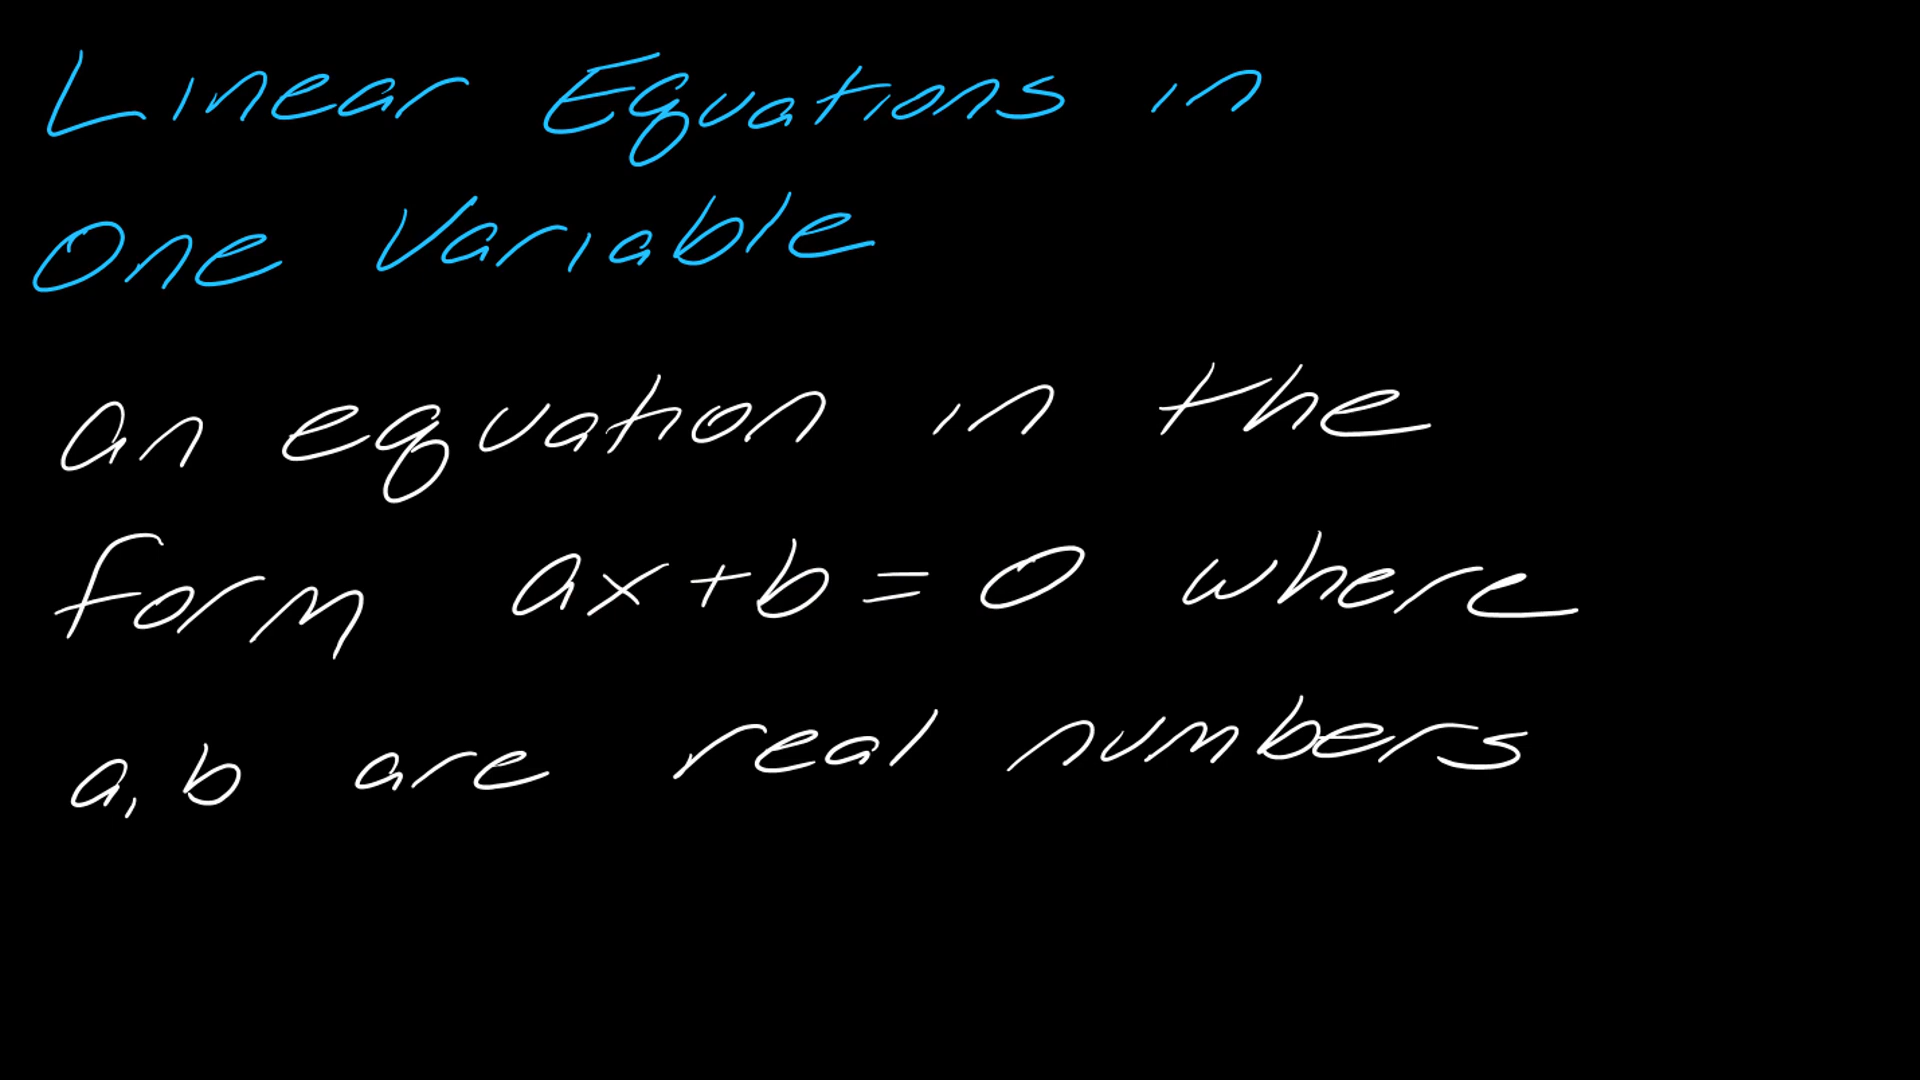 Linear Equations in
One Variable
an equation in the
form ax+b=0 where
a,b are real numbers